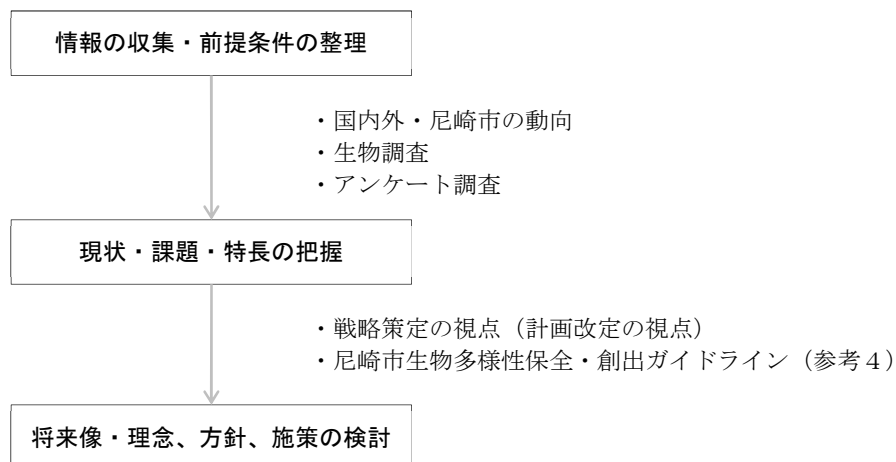 情報の収集・前提条件の整理
・国内外・尼崎市の動向
・生物調査
・アンケート調査
現状・課題・特長の把握
・戦略策定の視点（計画改定の視点）
・尼崎市生物多様性保全・創出ガイドライン（参考４）
将来像・理念、方針、施策の検討